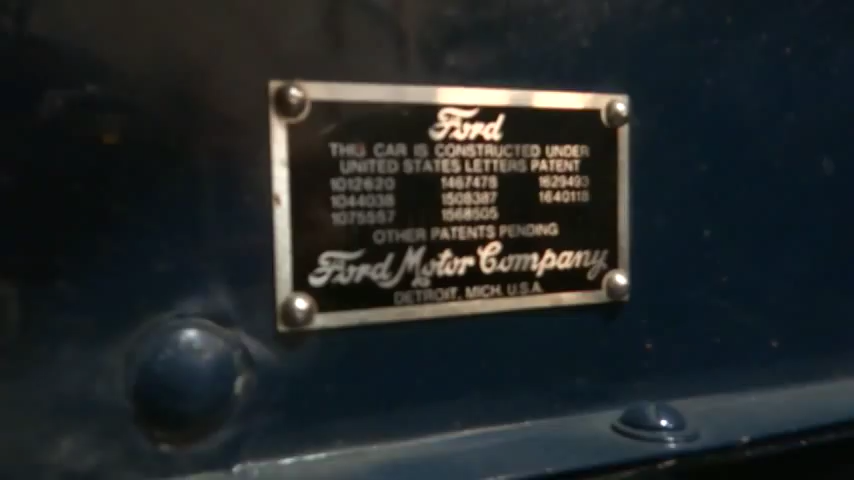 Ford
THIS CAR IS CONSTRUCTED UNDER
UNITED STATES LETTERS PATENT
1012620 1467478 1629493
1044038 1508387 1640118
1075557 1568505
OTHER PATENTS PENDING
Ford Motor Company
DETROIT, MICH. U.S.A.